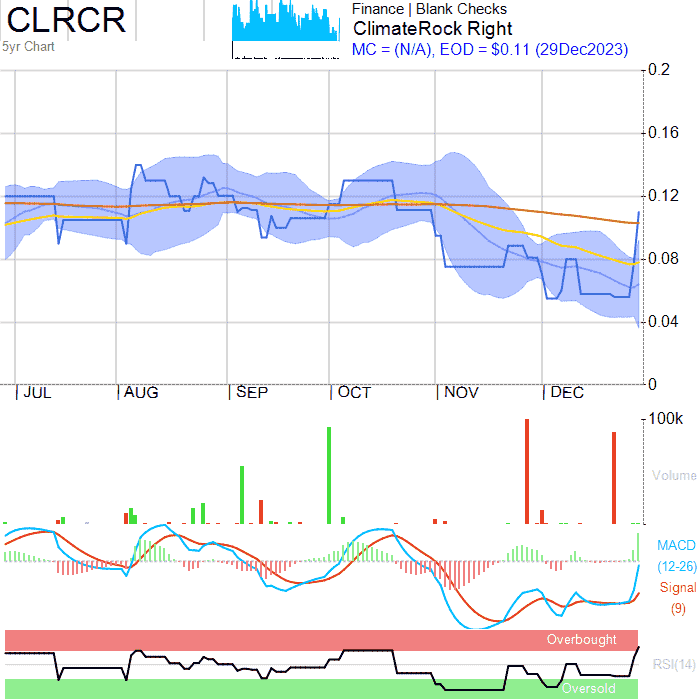 CLRCR
5yr Chart
Finance | Blank Checks
ClimateRock Right
MC = (N/A), EOD = $0.11 (29Dec2023)
0.2
0.16
0.12
0.08
0.04
0
JUL AUG SEP OCT NOV DEC
100k
Volume
MACD
(12-26)
Signal
(9)
Overbought
RSI(14)
Oversold